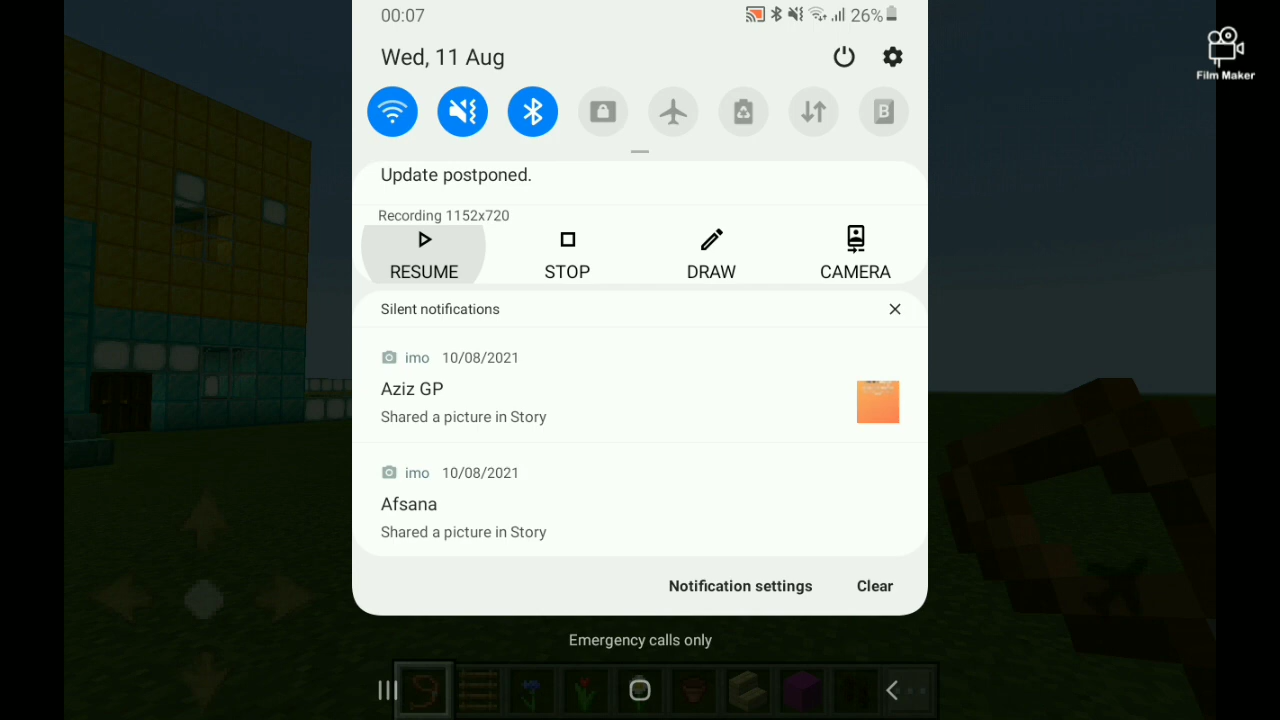 00:07
26%
Film Maker
Wed, 11 Aug
B
Update postponed.
Recording 1152x720
RESUME STOP DRAW CAMERA
Silent notifications
imo 10/08/2021
Aziz GP
Shared a picture in Story
imo 10/08/2021
Afsana
Shared a picture in Story
Notification settings Clear
Emergency calls only